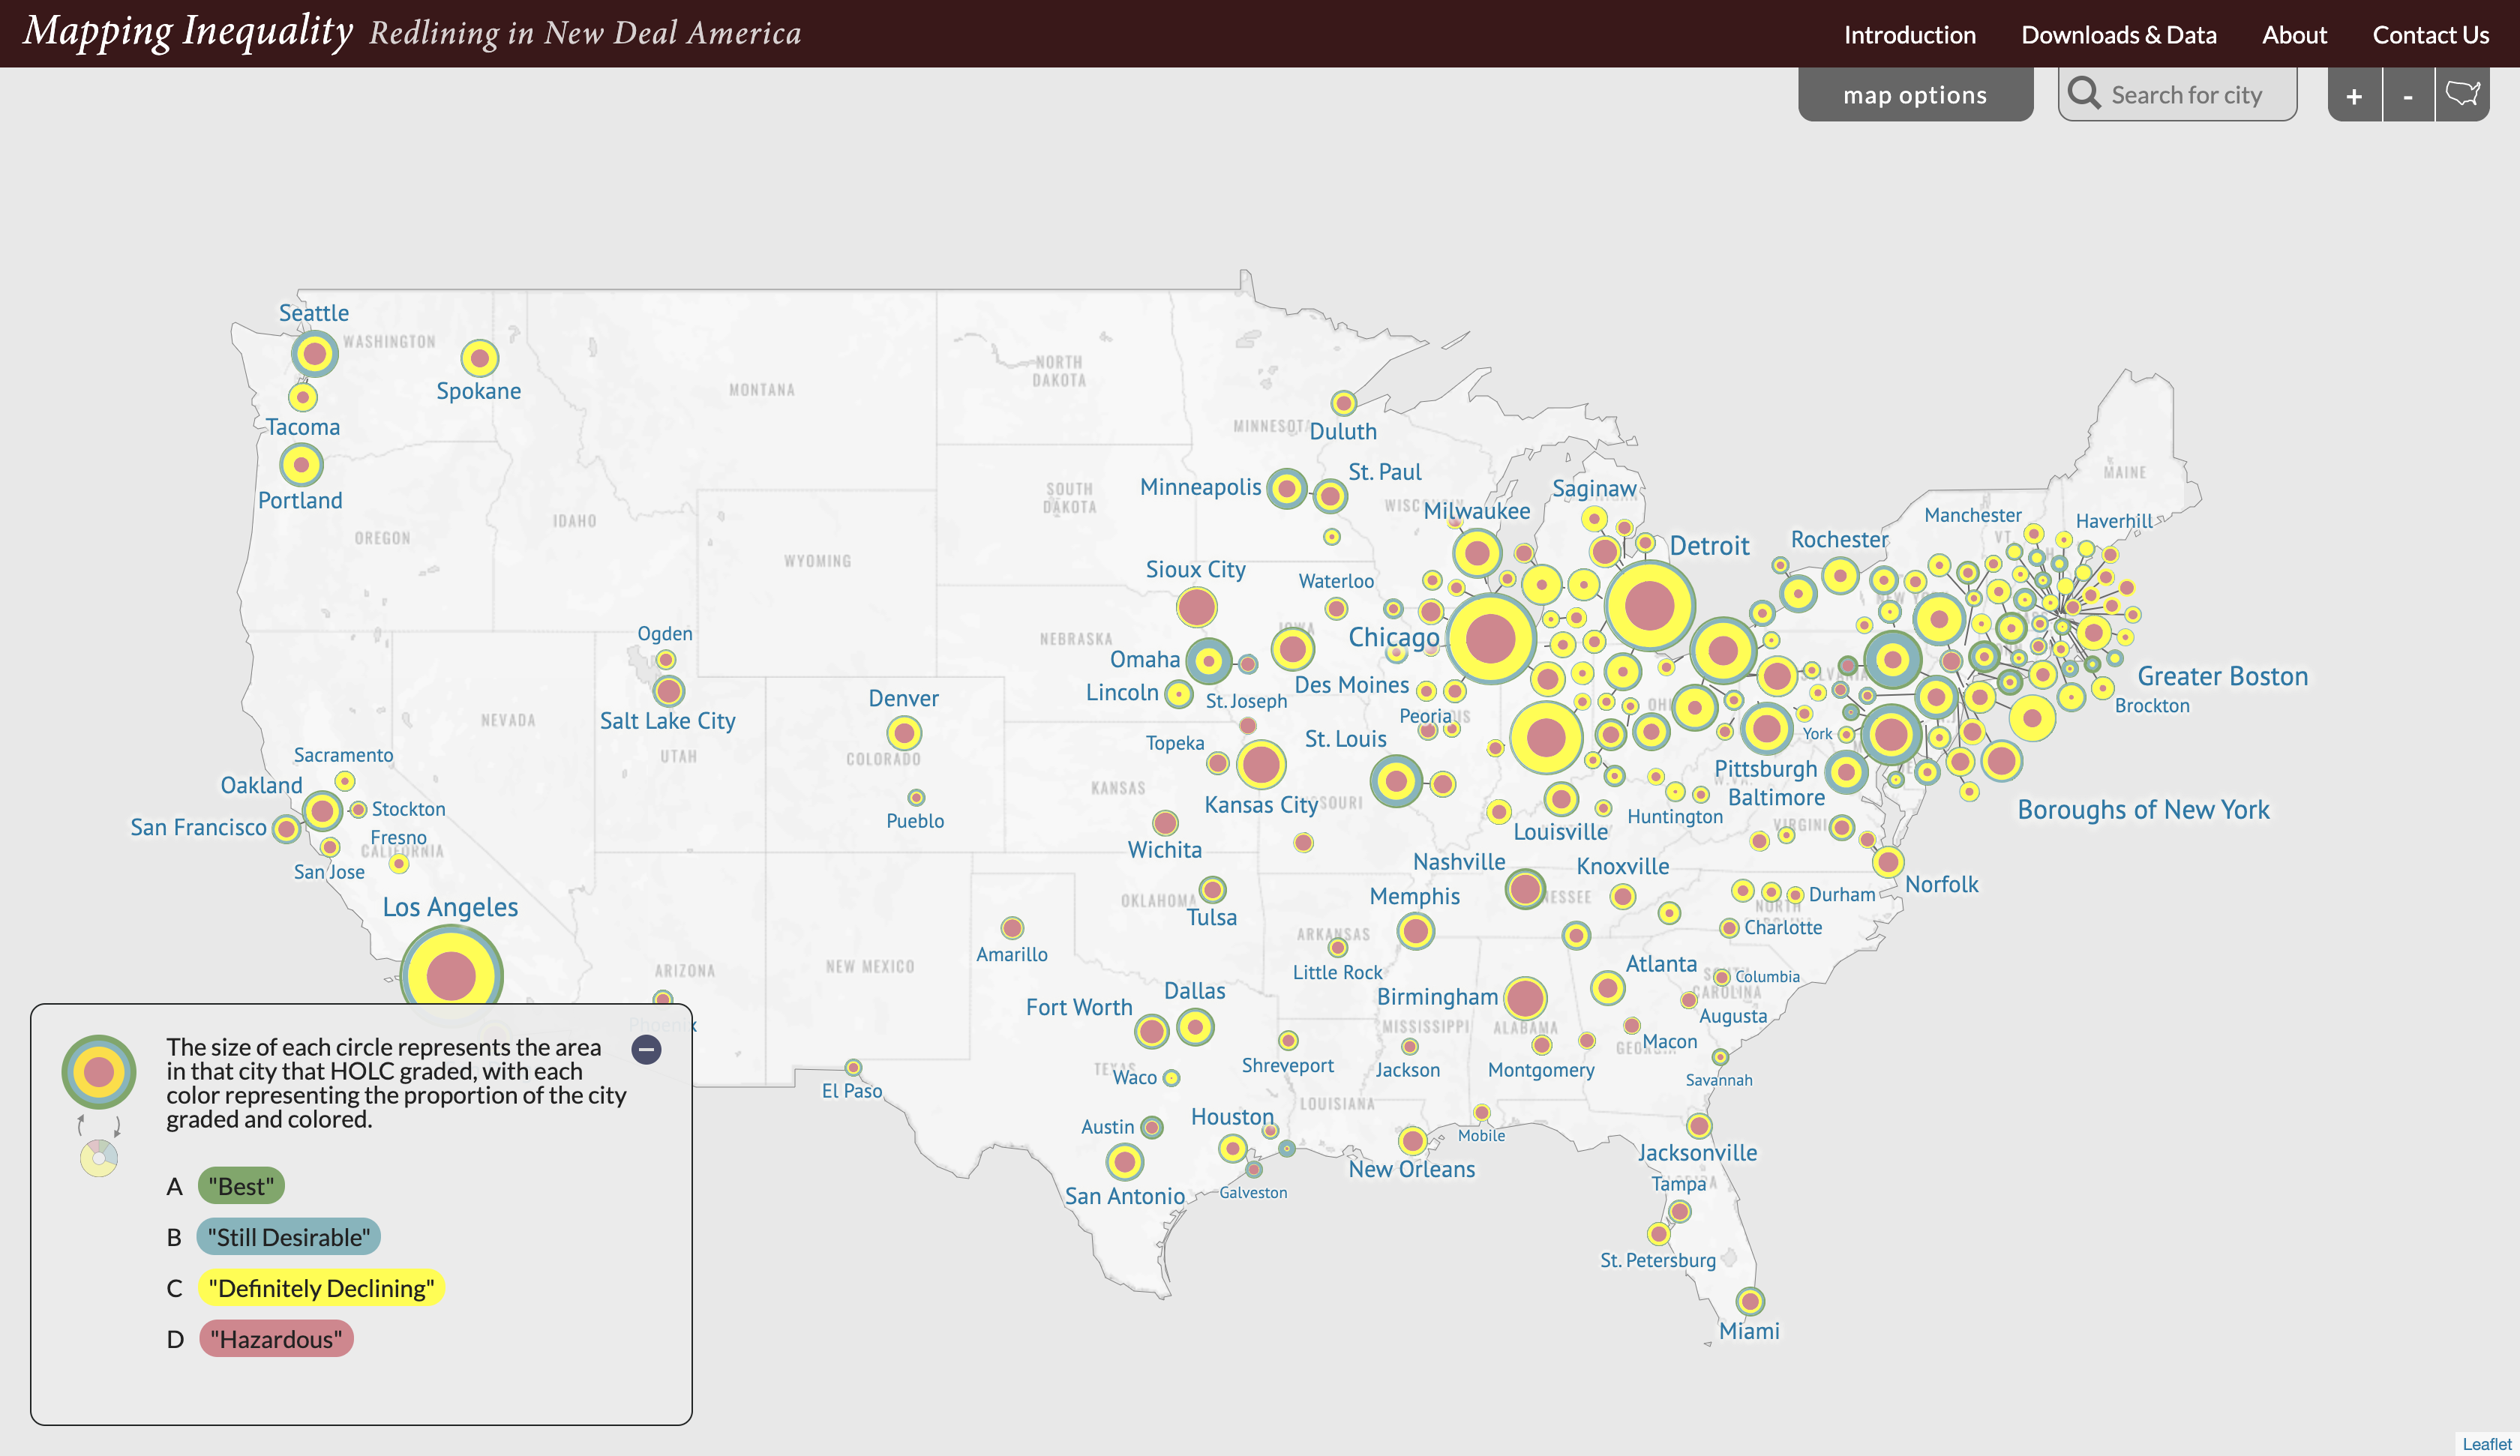 Mapping Inequality Redlining in New Deal America
Introduction
Downloads & Data
About
Contact Us
map options
Search for city
+
-
Seattle
WASHINGTON
Spokane
Tacoma
Portland
OREGON
IDAHO
MONTANA
NORTH
DAKOTA
SOUTH
DAKOTA
WYOMING
MINNESOTA
Duluth
Minneapolis
St. Paul
Milwaukee
Saginaw
Detroit
Rochester
Manchester
Haverhill
MAINE
VT
Sioux City
Waterloo
IOWA
Chicago
NEBRASKA
Omaha
Lincoln
St. Joseph
Des Moines
Peoria
Ogden
Salt Lake City
NEVADA
UTAH
Denver
COLORADO
Pueblo
Topeka
St. Louis
KANSAS
Kansas City
Wichita
Sacramento
Oakland
Stockton
San Francisco
Fresno
CALIFORNIA
San Jose
Los Angeles
York
Pittsburgh
Baltimore
Greater Boston
Brockton
Boroughs of New York
Louisville
Huntington
Norfolk
Nashville
Knoxville
Durham
NORTH
Charlotte
Memphis
OKLAHOMA
Tulsa
ARKANSAS
Little Rock
Amarillo
ARIZONA
NEW MEXICO
Phoenix
Atlanta
Columbia
CAROLINA
Augusta
Birmingham
MISSISSIPPI
ALABAMA
Macon
Montgomery
Savannah
Fort Worth
Dallas
Shreveport
Jackson
TEXAS
Waco
El Paso
LOUISIANA
Austin
Houston
Mobile
New Orleans
Jacksonville
San Antonio
Galveston
Tampa
St. Petersburg
Miami
The size of each circle represents the area
in that city that HOLC graded, with each
color representing the proportion of the city
graded and colored.
A "Best"
B "Still Desirable"
C "Definitely Declining"
D "Hazardous"
Leaflet